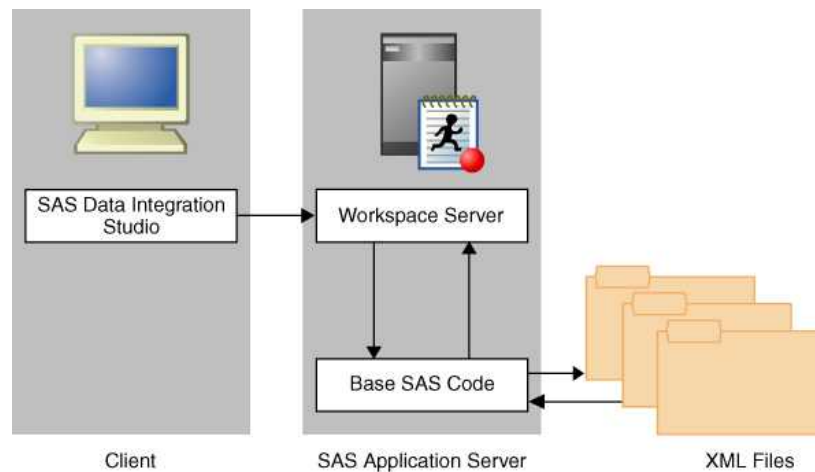 SAS Data Integration
Studio
Workspace Server
Base SAS Code
Client
SAS Application Server
XML Files